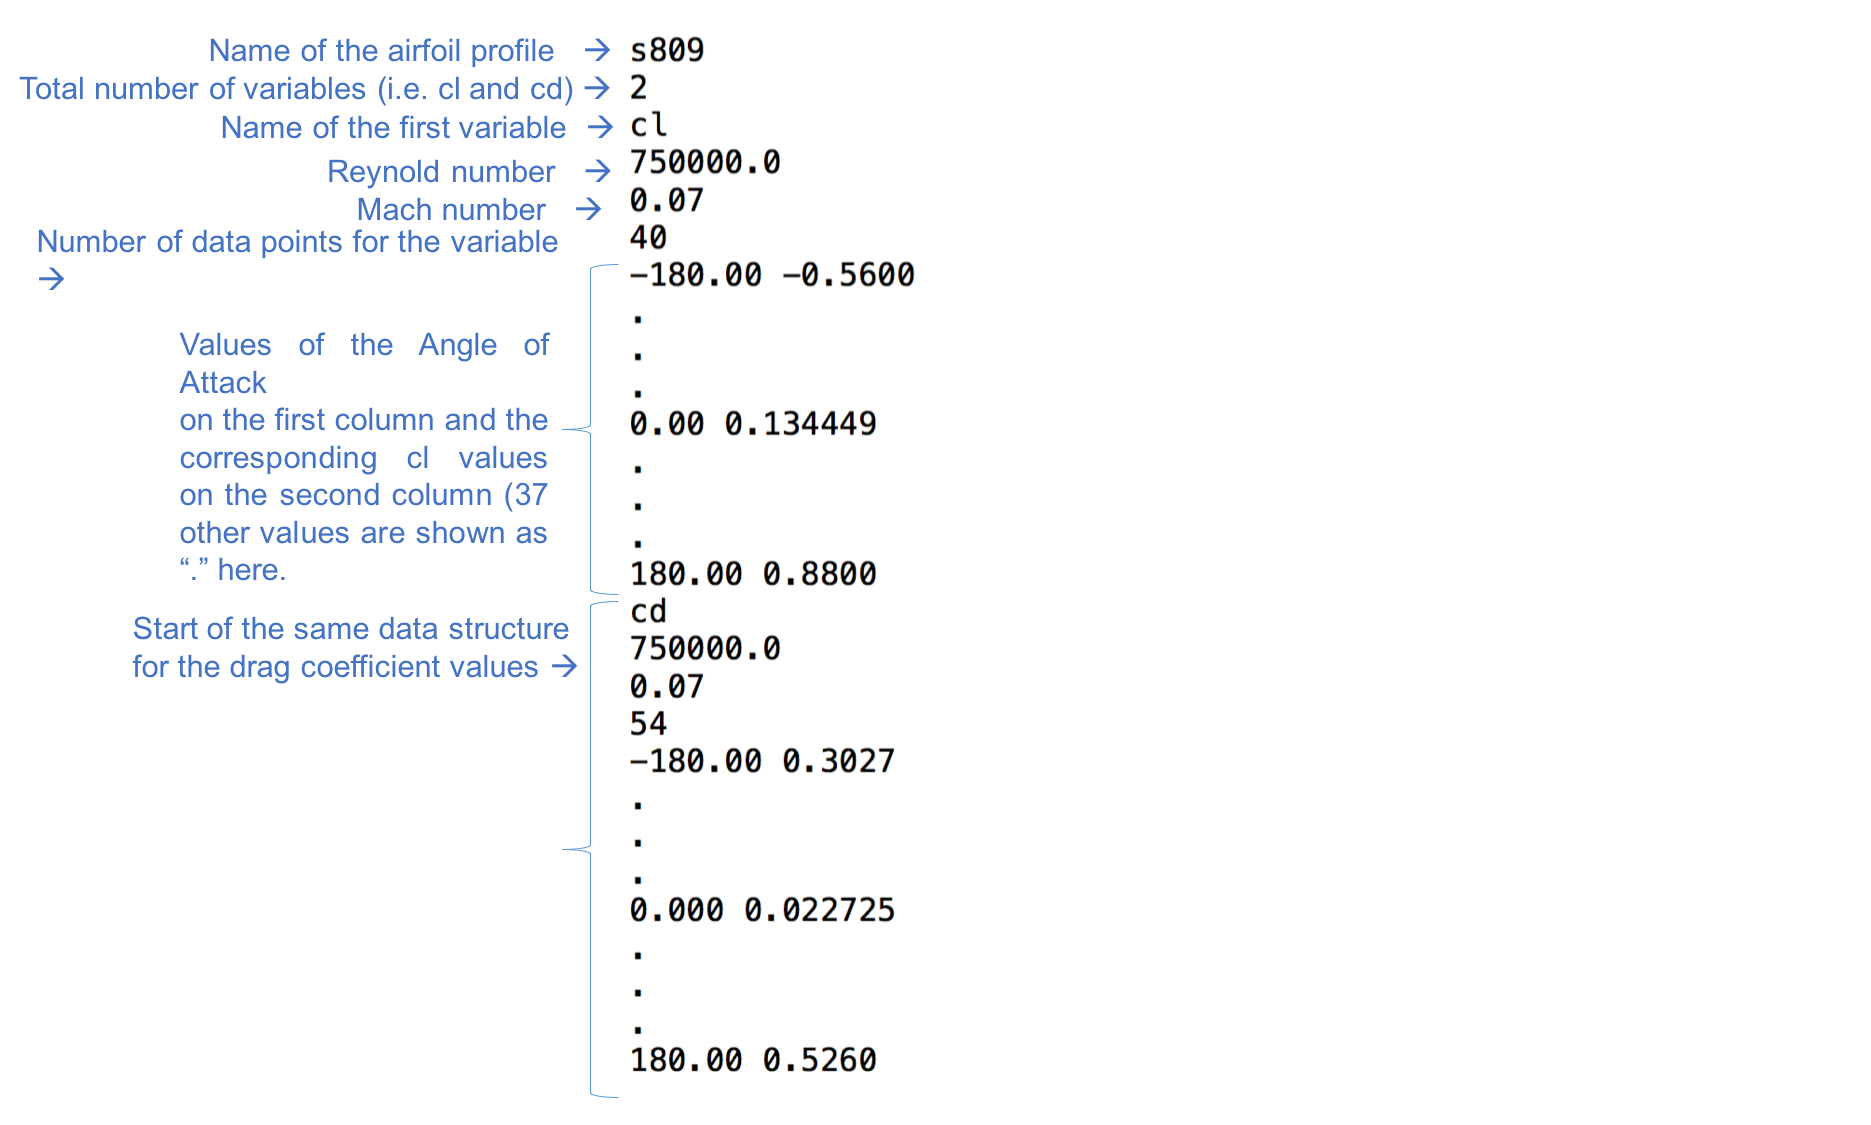 Name of the airfoil profile → s809
Total number of variables (i.e. cl and cd) → 2
Name of the first variable → cl
Reynold number → 750000.0
Mach number → 0.07
Number of data points for the variable 40
→
-180.00 -0.5600
.
.
.
0.00 0.134449
.
.
.
180.00 0.8800
Values of the Angle of
Attack
on the first column and the
corresponding cl values
on the second column (37
other values are shown as
“.” here.
Start of the same data structure
for the drag coefficient values →
cd
750000.0
0.07
54
-180.00 0.3027
.
.
.
0.000 0.022725
.
.
.
180.00 0.5260